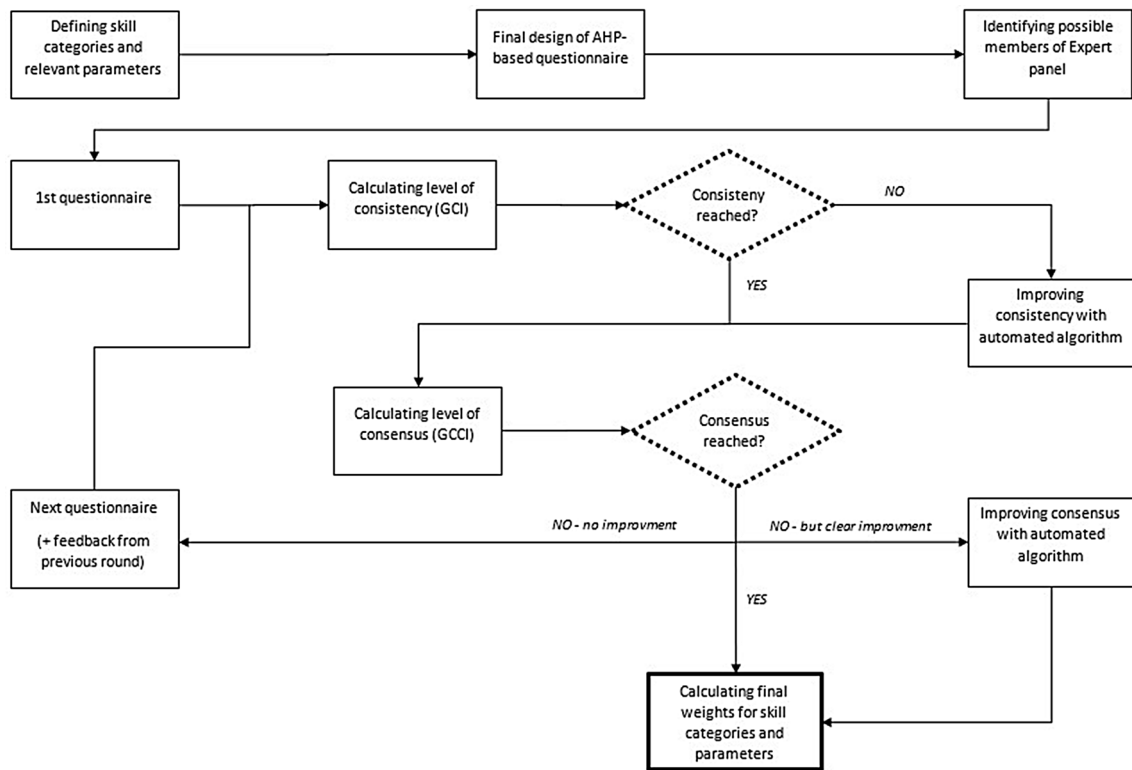 Defining skill
categories and
relevant parameters
Final design of AHP-
based questionnaire
Identifying possible
members of Expert
panel
1st questionnaire
Calculating level of
consistency (GCI)
Consisteny
reached?
NO
YES
Improving
consistency with
automated algorithm
Calculating level of
consensus (GCCI)
Consensus
reached?
Next questionnaire
(+ feedback from
previous round)
NO - no improvment
NO - but clear improvment
Improving consensus
with automated
algorithm
YES
Calculating final
weights for skill
categories and
parameters